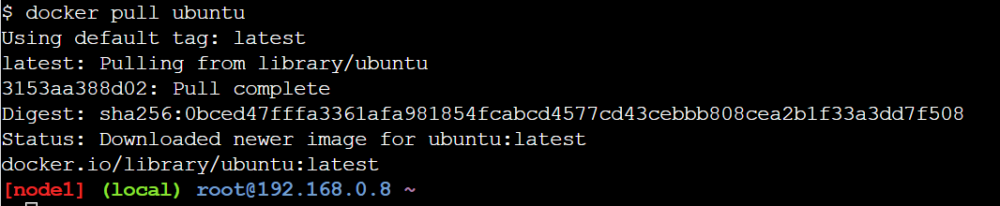 $ docker pull ubuntu
Using default tag: latest
latest: Pulling from library/ubuntu
3153aa388d02: Pull complete
Digest: sha256:0bced47fffa3361afa981854fcabcd4577cd43cebbb808cea2b1f33a3dd7f508
Status: Downloaded newer image for ubuntu:latest
docker.io/library/ubuntu:latest
[node1] (local) root@192.168.0.8 ~